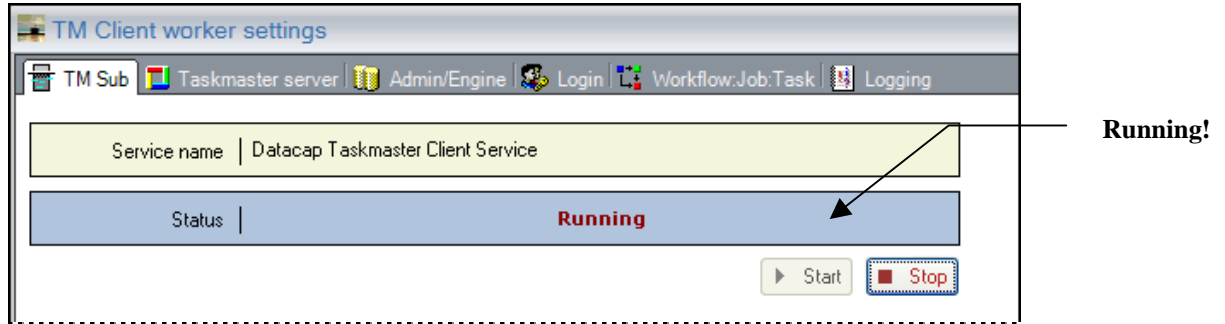 TM Client worker settings
TM Sub Taskmaster server Admin/Engine Login Workflow:Job:Task Logging
Running!
Service name Datacap Taskmaster Client Service
Status Running
Start Stop